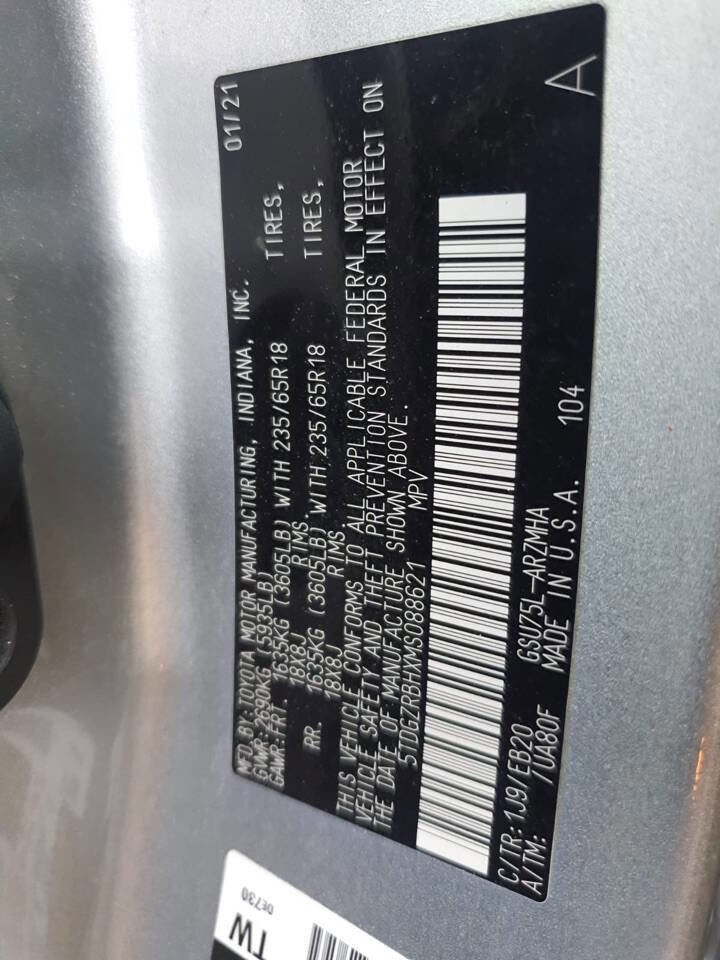 MFD. BY: TOYOTA MOTOR MANUFACTURING, INDIANA, INC. 01/21
GVWR: 2690KG (5935LB)
GAWR: FRT. 1635KG (3605LB) WITH 235/65R18 TIRES,
18X8J RIMS.
RR. 1635KG (3605LB) WITH 235/65R18 TIRES,
18X8J RIMS.
THIS VEHICLE CONFORMS TO ALL APPLICABLE FEDERAL MOTOR
VEHICLE SAFETY AND THEFT PREVENTION STANDARDS IN EFFECT ON
THE DATE OF MANUFACTURE SHOWN ABOVE.
5TDGZRBHXMS088621 MPV
C/TR: 1J9/EB20 GSU75L-ARZMHA
A/TM: /UA80F MADE IN U.S.A. 104 A
TW
0E730